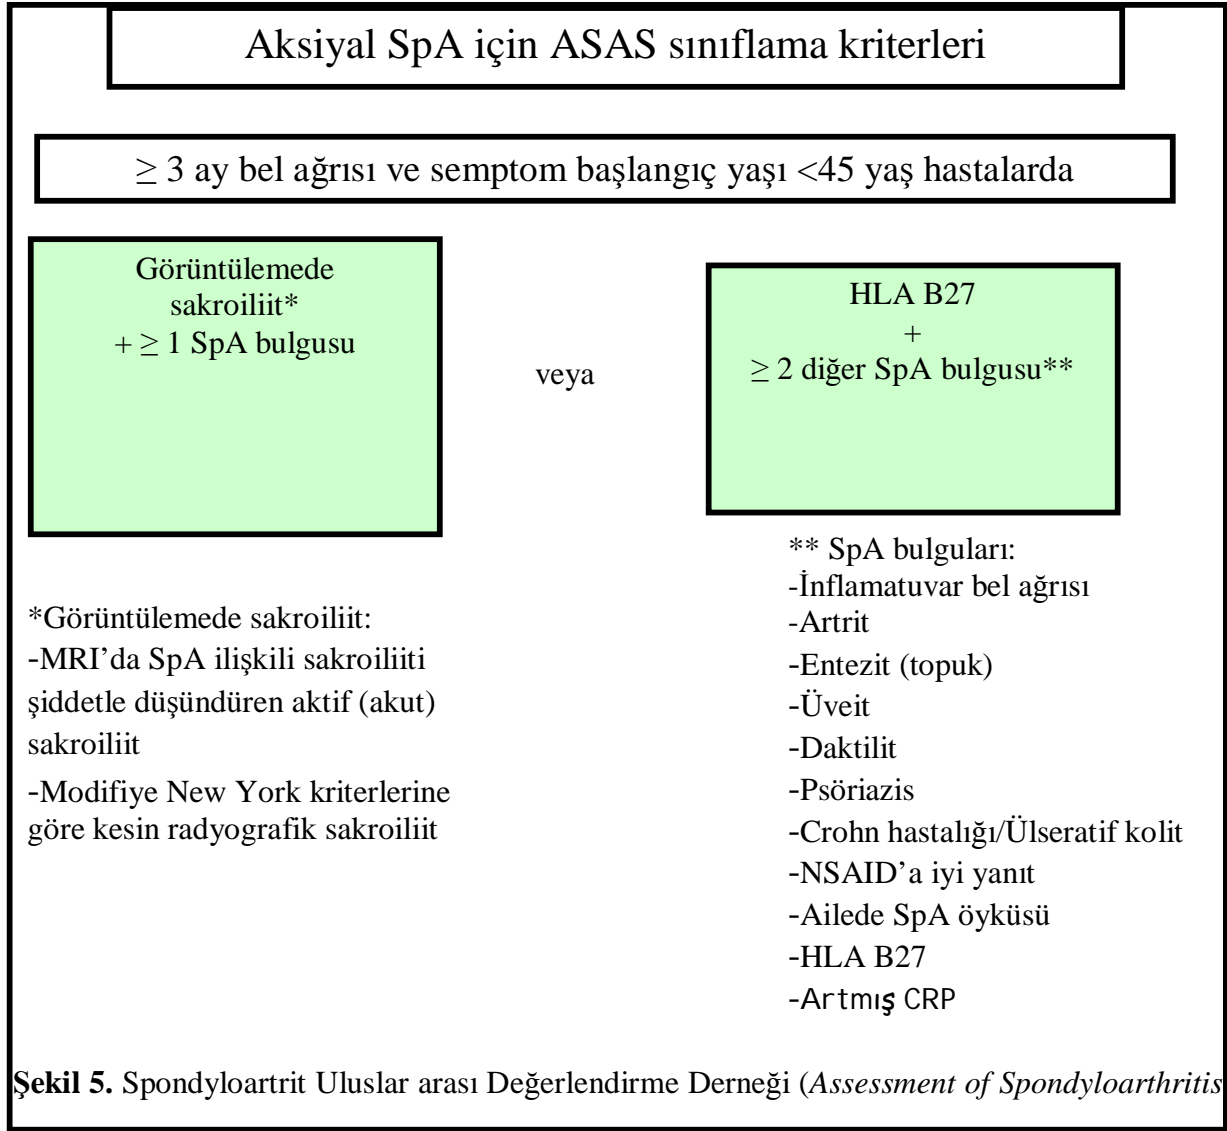 Aksiyal SpA için ASAS sınıflama kriterleri
≥ 3 ay bel ağrısı ve semptom başlangıç yaşı <45 yaş hastalarda
Görüntülemede
sakroiliit*
+ ≥ 1 SpA bulgusu
veya
HLA B27
+
≥ 2 diğer SpA bulgusu**
*Görüntülemede sakroiliit:
-MRI’da SpA ilişkili sakroiliiti
şiddetle düşündüren aktif (akut)
sakroiliit
-Modifiye New York kriterlerine
göre kesin radyografik sakroiliit
** SpA bulguları:
-İnflamatuvar bel ağrısı
-Artrit
-Entezit (topuk)
-Üveit
-Daktilit
-Psöriazis
-Crohn hastalığı/Ülseratif kolit
-NSAID’a iyi yanıt
-Ailede SpA öyküsü
-HLA B27
-Artmış CRP
Şekil 5. Spondyloartrit Uluslar arası Değerlendirme Derneği (Assessment of Spondyloarthritis